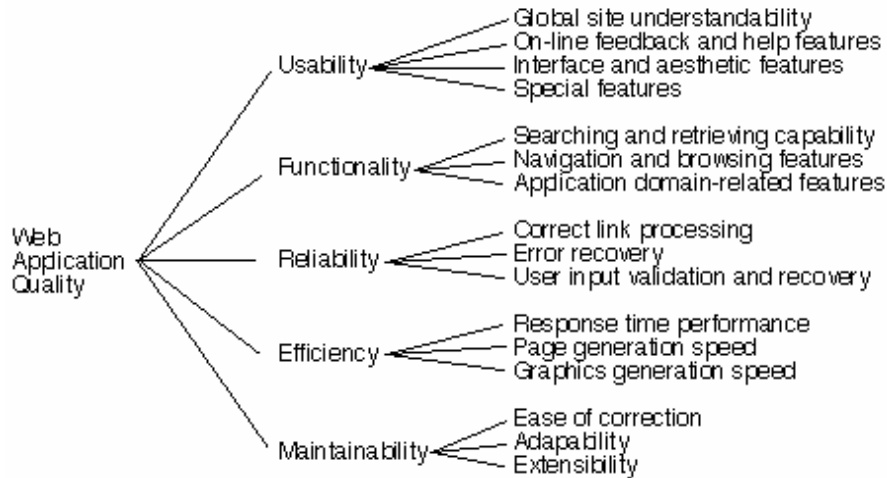 Web
Application
Quality
Usability
Global site understandability
On-line feedback and help features
Interface and aesthetic features
Special features
Functionality
Searching and retrieving capability
Navigation and browsing features
Application domain-related features
Reliability
Correct link processing
Error recovery
User input validation and recovery
Efficiency
Response time performance
Page generation speed
Graphics generation speed
Maintainability
Ease of correction
Adapability
Extensibility